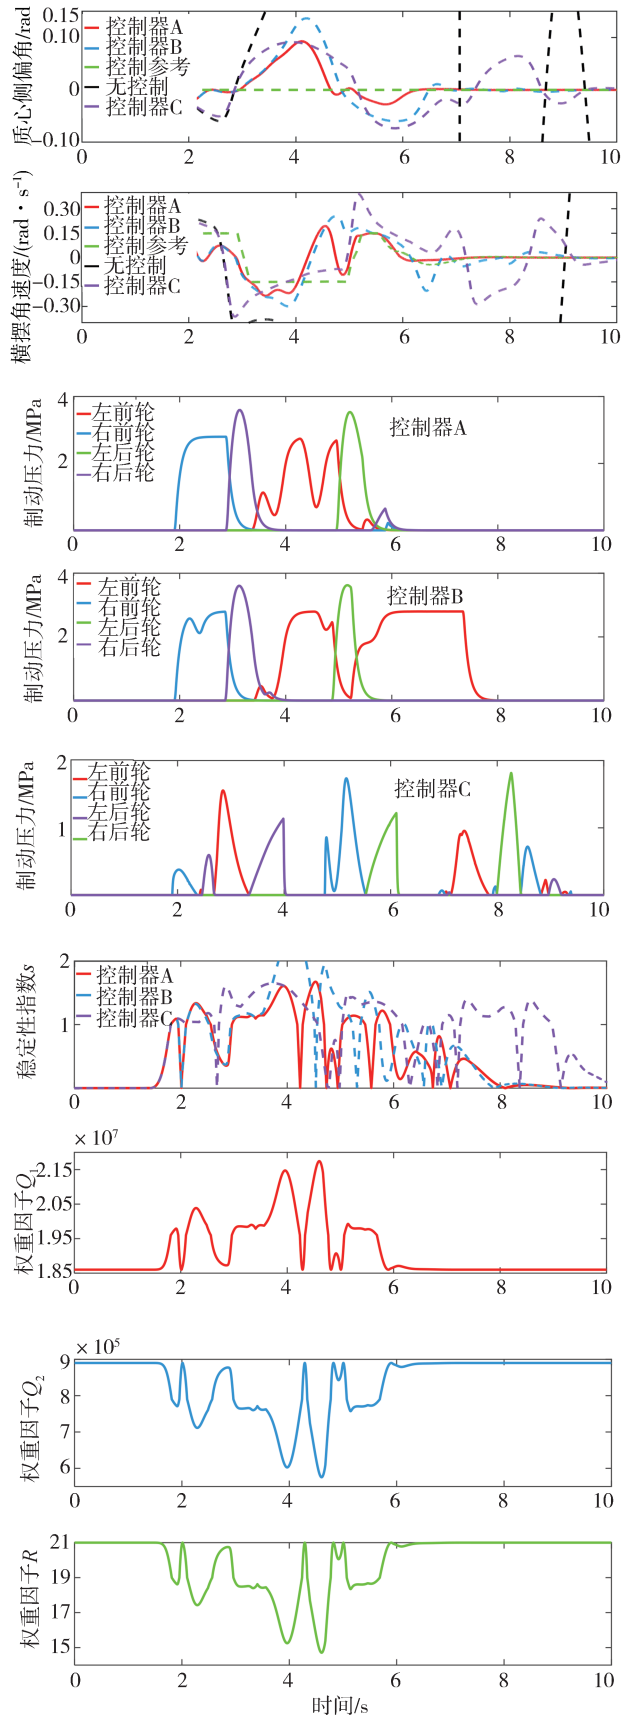 质心侧偏角/rad
0.15
0.10
0
-0.10
控制器A
控制器B
控制参考
无控制
控制器C
0 2 4 6 8 10
横摆角速度/(rad·s⁻¹)
0.30
0.15
0
-0.15
-0.30
控制器A
控制器B
控制参考
无控制
控制器C
0 2 4 6 8 10
制动压力/MPa
4
2
左前轮
右前轮
左后轮
右后轮
控制器A
0 2 4 6 8 10
制动压力/MPa
4
2
左前轮
右前轮
左后轮
右后轮
控制器B
0 2 4 6 8 10
制动压力/MPa
2
1
左前轮
右前轮
左后轮
右后轮
控制器C
0 2 4 6 8 10
稳定性指数s
2
1
控制器A
控制器B
控制器C
0 2 4 6 8 10
× 10⁷
权重因子Q₁
2.15
2.05
1.95
1.85
0 2 4 6 8 10
× 10⁵
权重因子Q₂
9
8
7
6
0 2 4 6 8 10
权重因子R
21
19
17
15
0 2 4 6 8 10
时间/s